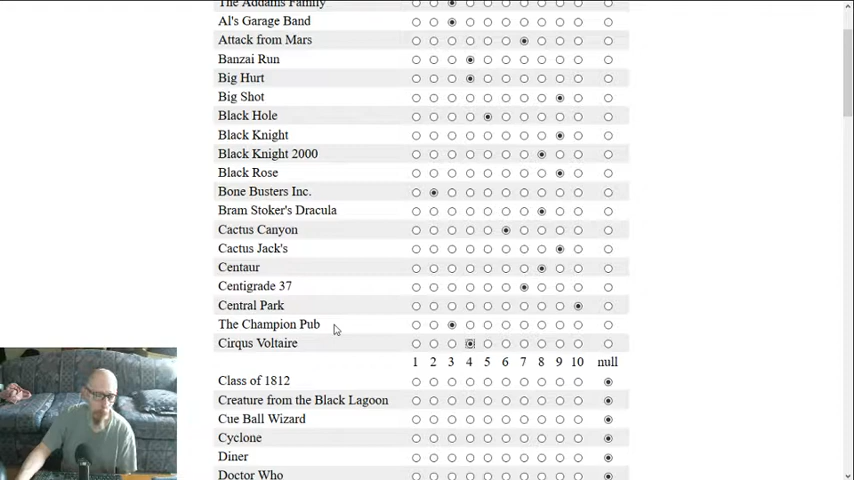 The Addams Family
Al's Garage Band
Attack from Mars
Banzai Run
Big Hurt
Big Shot
Black Hole
Black Knight
Black Knight 2000
Black Rose
Bone Busters Inc.
Bram Stoker's Dracula
Cactus Canyon
Cactus Jack's
Centaur
Centigrade 37
Central Park
The Champion Pub
Cirqus Voltaire
1 2 3 4 5 6 7 8 9 10 null
Class of 1812
Creature from the Black Lagoon
Cue Ball Wizard
Cyclone
Diner
Doctor Who